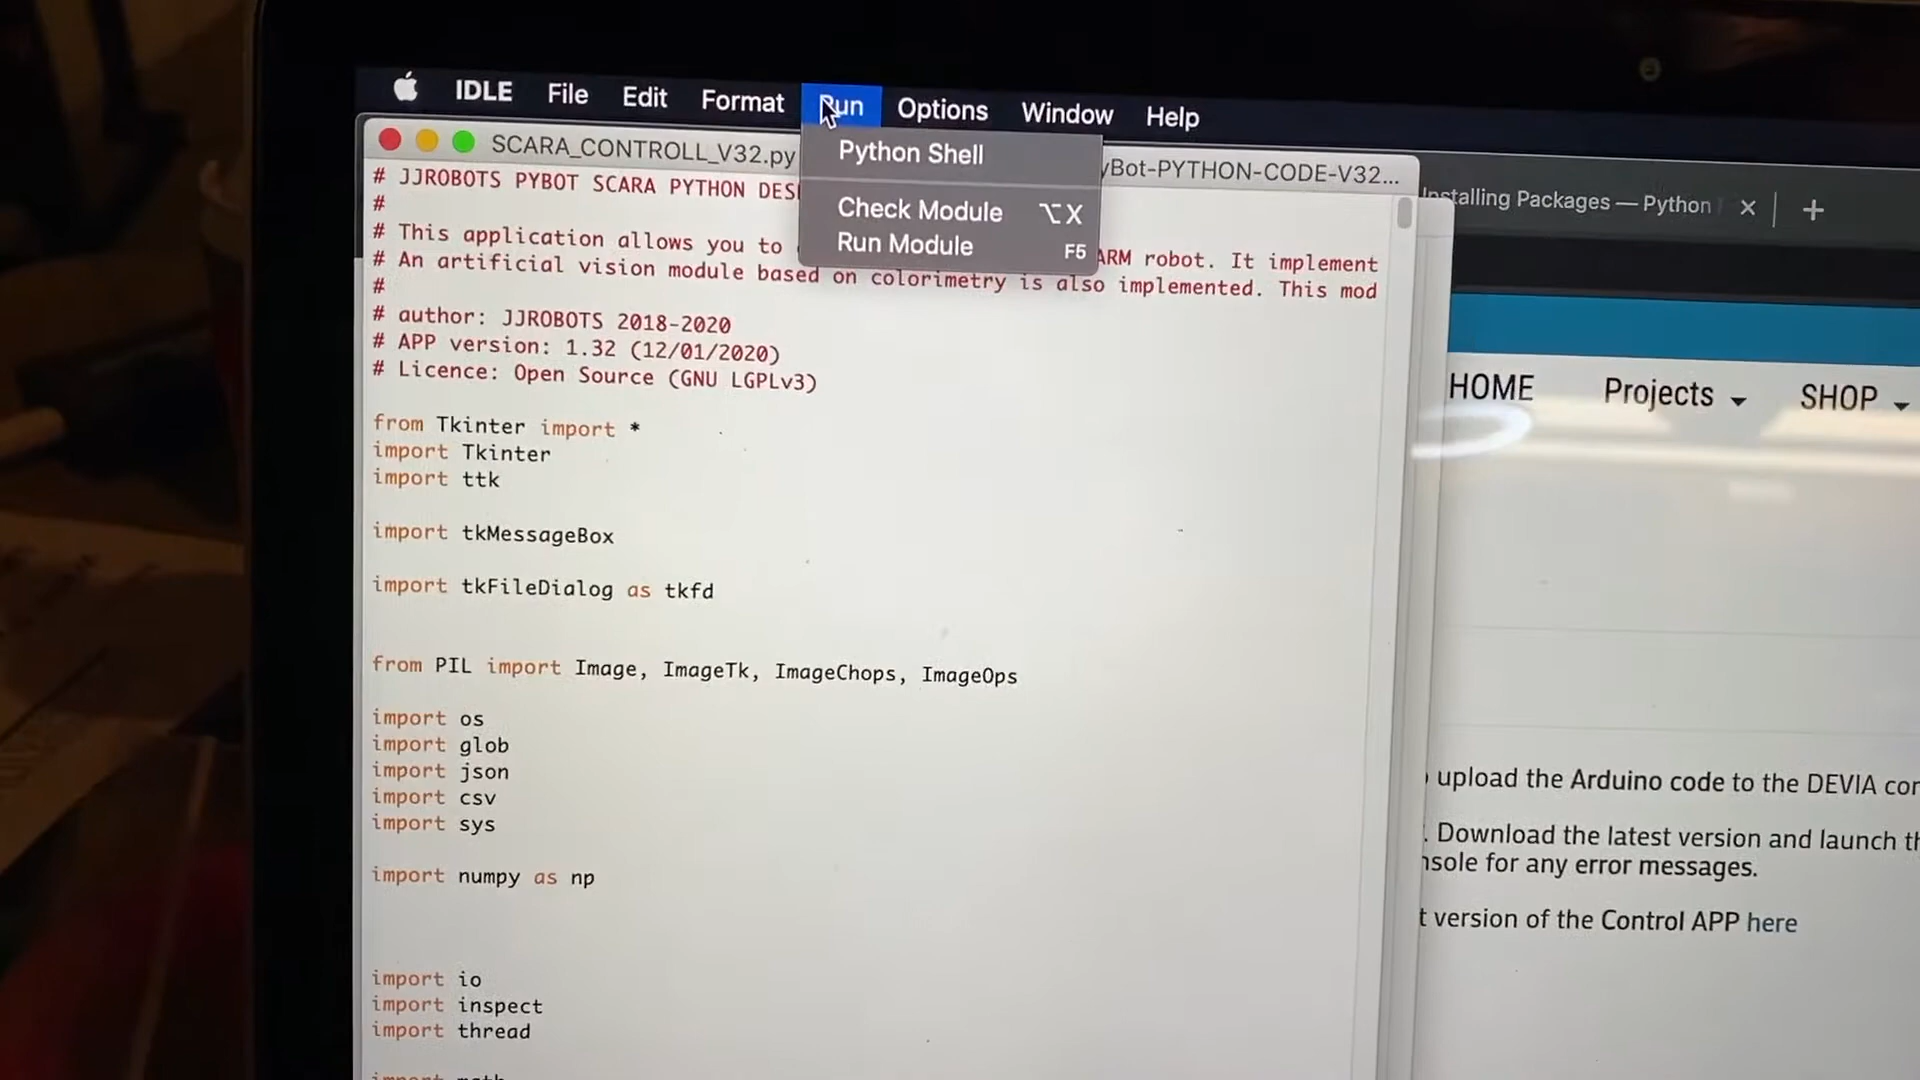 IDLE File Edit Format Run Options Window Help
SCARA_CONTROLL_V32.py
yBot-PYTHON-CODE-V32...
Python Shell
Check Module ⌥X
Run Module F5
# JJROBOTS PYBOT SCARA PYTHON DES
#
# This application allows you to
ARM robot. It implement
# An artificial vision module based on colorimetry is also implemented. This mod
#
# author: JJROBOTS 2018-2020
# APP version: 1.32 (12/01/2020)
# Licence: Open Source (GNU LGPLv3)
from Tkinter import *
import Tkinter
import ttk
import tkMessageBox
import tkFileDialog as tkfd
from PIL import Image, ImageTk, ImageChops, ImageOps
import os
import glob
import json
import csv
import sys
import numpy as np
import io
import inspect
import thread
nstalling Packages — Python
HOME Projects SHOP
upload the Arduino code to the DEVIA cor
. Download the latest version and launch th
nsole for any error messages.
t version of the Control APP here